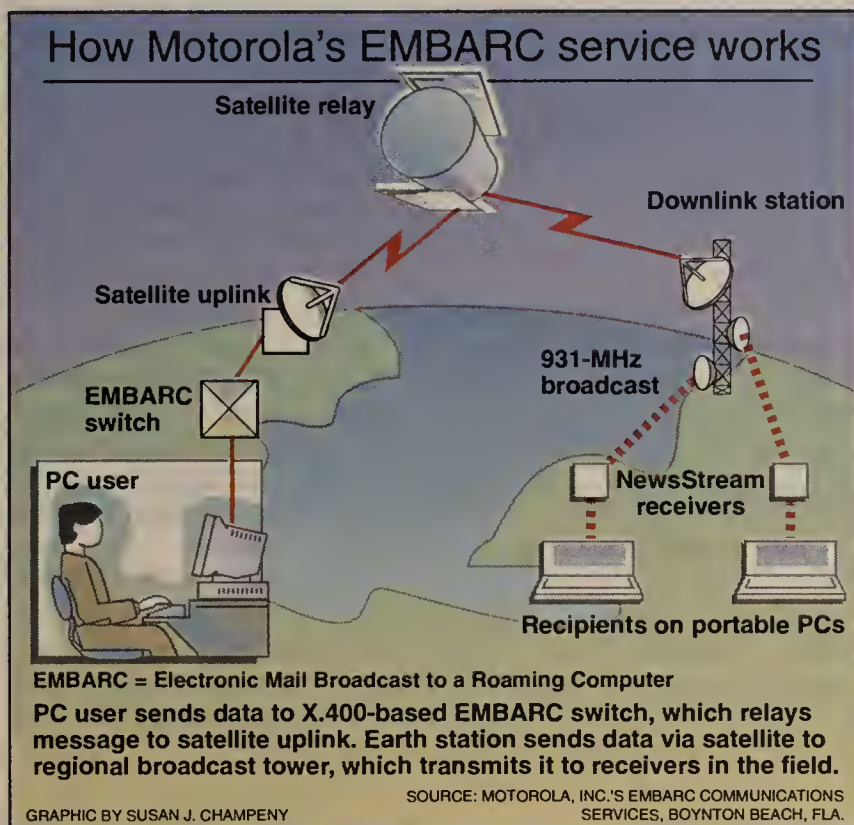 How Motorola's EMBARC service works
Satellite relay
Downlink station
Satellite uplink
931-MHz
broadcast
EMBARC
switch
PC user
NewsStream
receivers
Recipients on portable PCs
EMBARC = Electronic Mail Broadcast to a Roaming Computer
PC user sends data to X.400-based EMBARC switch, which relays
message to satellite uplink. Earth station sends data via satellite to
regional broadcast tower, which transmits it to receivers in the field.
GRAPHIC BY SUSAN J. CHAMPENY
SOURCE: MOTOROLA, INC.'S EMBARC COMMUNICATIONS
SERVICES, BOYNTON BEACH, FLA.